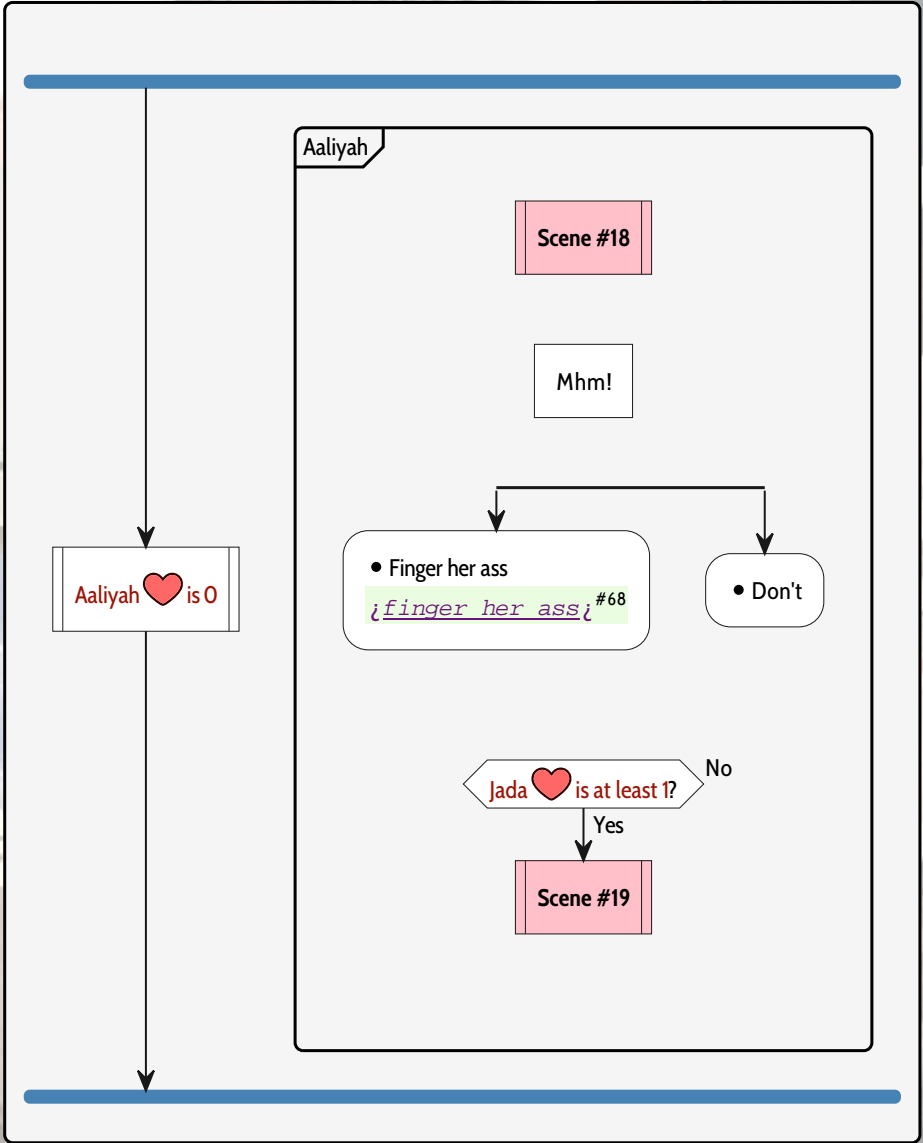 Aaliyah
Scene #18
Mhm!
• Finger her ass
¿finger her ass¿#68
• Don't
Aaliyah is 0
Jada is at least 1?
No
Yes
Scene #19